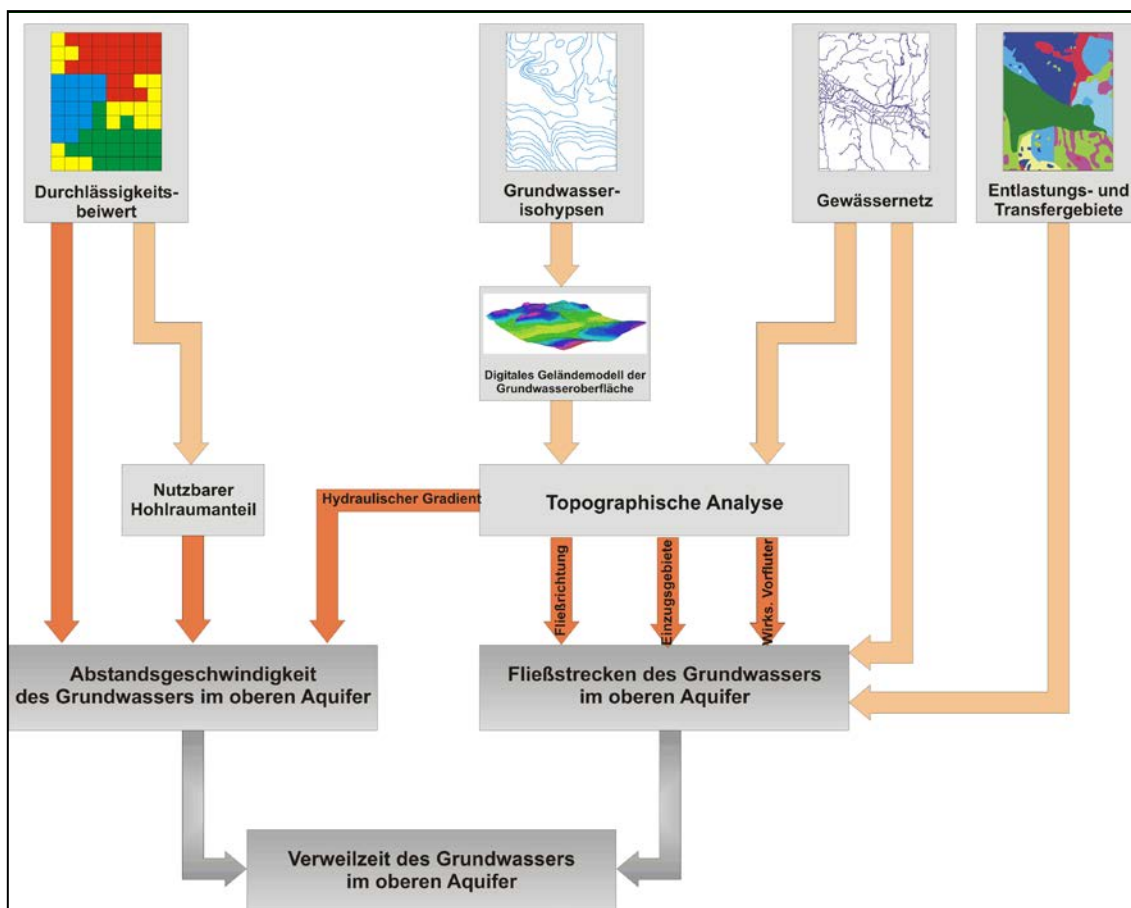 Durchlässigkeits-
beiwert
Grundwasser-
isohypsen
Gewässernetz
Entlastungs- und
Transfergebiete
Digitales Geländemodell der
Grundwasseroberfläche
Nutzbarer
Hohlraumanteil
Hydraulischer Gradient
Topographische Analyse
Fließrichtung
Einzugsgebiete
Wirks. Vorfluter
Abstandsgeschwindigkeit
des Grundwassers im oberen Aquifer
Fließstrecken des Grundwassers
im oberen Aquifer
Verweilzeit des Grundwassers
im oberen Aquifer